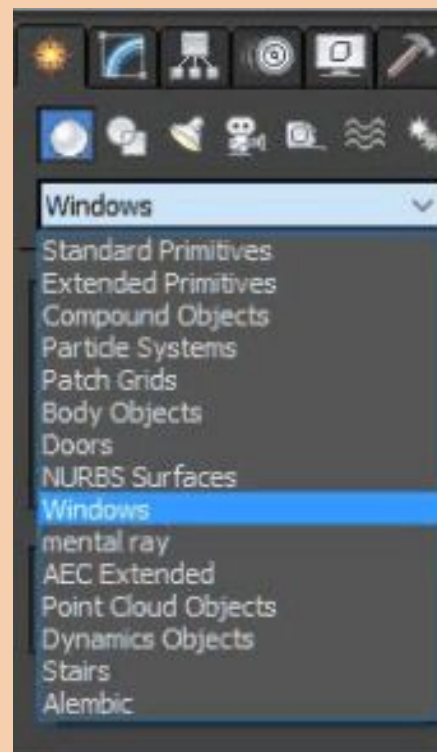 Windows
Standard Primitives
Extended Primitives
Compound Objects
Particle Systems
Patch Grids
Body Objects
Doors
NURBS Surfaces
Windows
mental ray
AEC Extended
Point Cloud Objects
Dynamics Objects
Stairs
Alembic